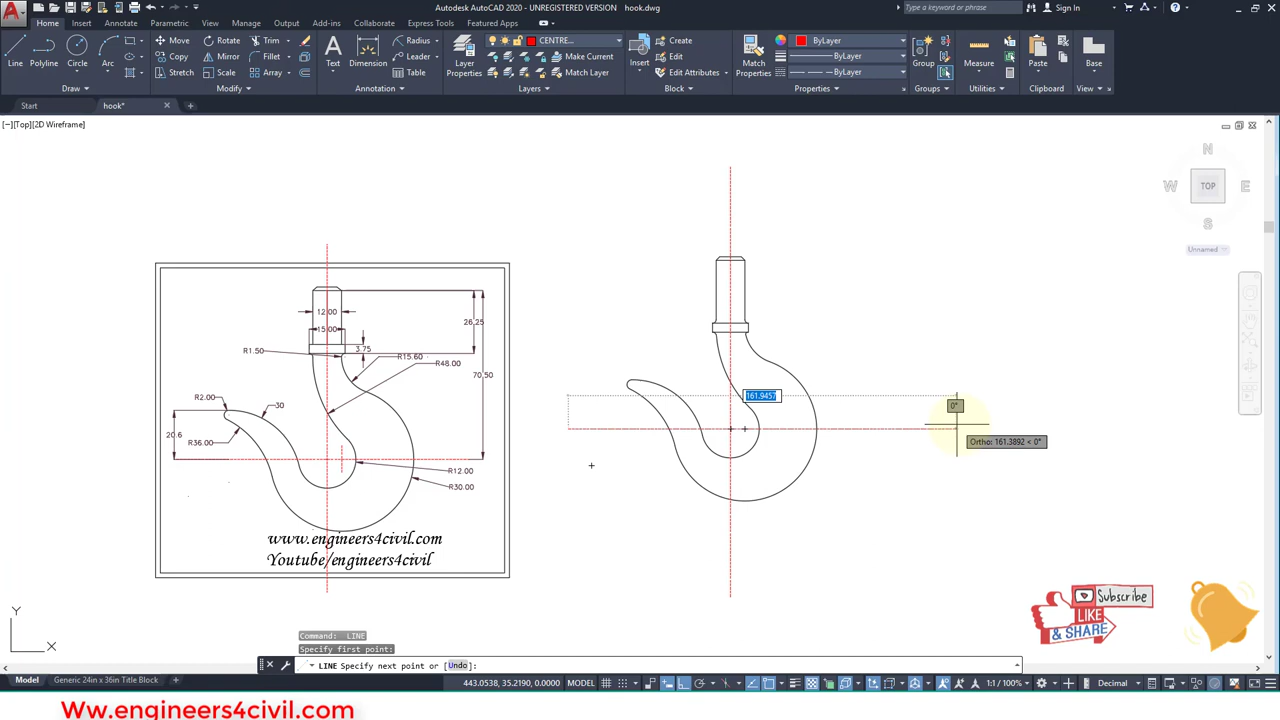 Autodesk AutoCAD 2020 - UNREGISTERED VERSION hook.dwg
Type a keyword or phrase
Sign In
Home Insert Annotate Parametric View Manage Output Add-ins Collaborate Express Tools Featured Apps
Line Polyline Circle Arc
Move Rotate Trim
Copy Mirror Fillet
Stretch Scale Array
Text Dimension
Radius
Leader
Table
Layer Properties
CENTRE...
Make Current
Match Layer
Insert
Create
Edit
Edit Attributes
Match Properties
ByLayer
ByLayer
ByLayer
Group
Measure
Paste
Base
Draw Modify Annotation Layers Block Properties Groups Utilities Clipboard View
Start hook*
[−][Top][2D Wireframe]
N
W TOP E
S
Unnamed
12.00
15.00
26,25
R1.50
3.75
R15.60
R48.00
70,50
R2.00
30
20.6
R36.00
R12.00
R30.00
www.engineers4civil.com
Youtube/engineers4civil
161.9457
0°
Ortho: 161.3892 < 0°
Subscribe
LIKE
& SHARE
Y
X
Command: LINE
Specify first point:
LINE Specify next point or [Undo]:
Model Generic 24in x 36in Title Block
443.0538, 35.2190, 0.0000 MODEL
1:1 / 100%
Decimal
Ww.engineers4civil.com